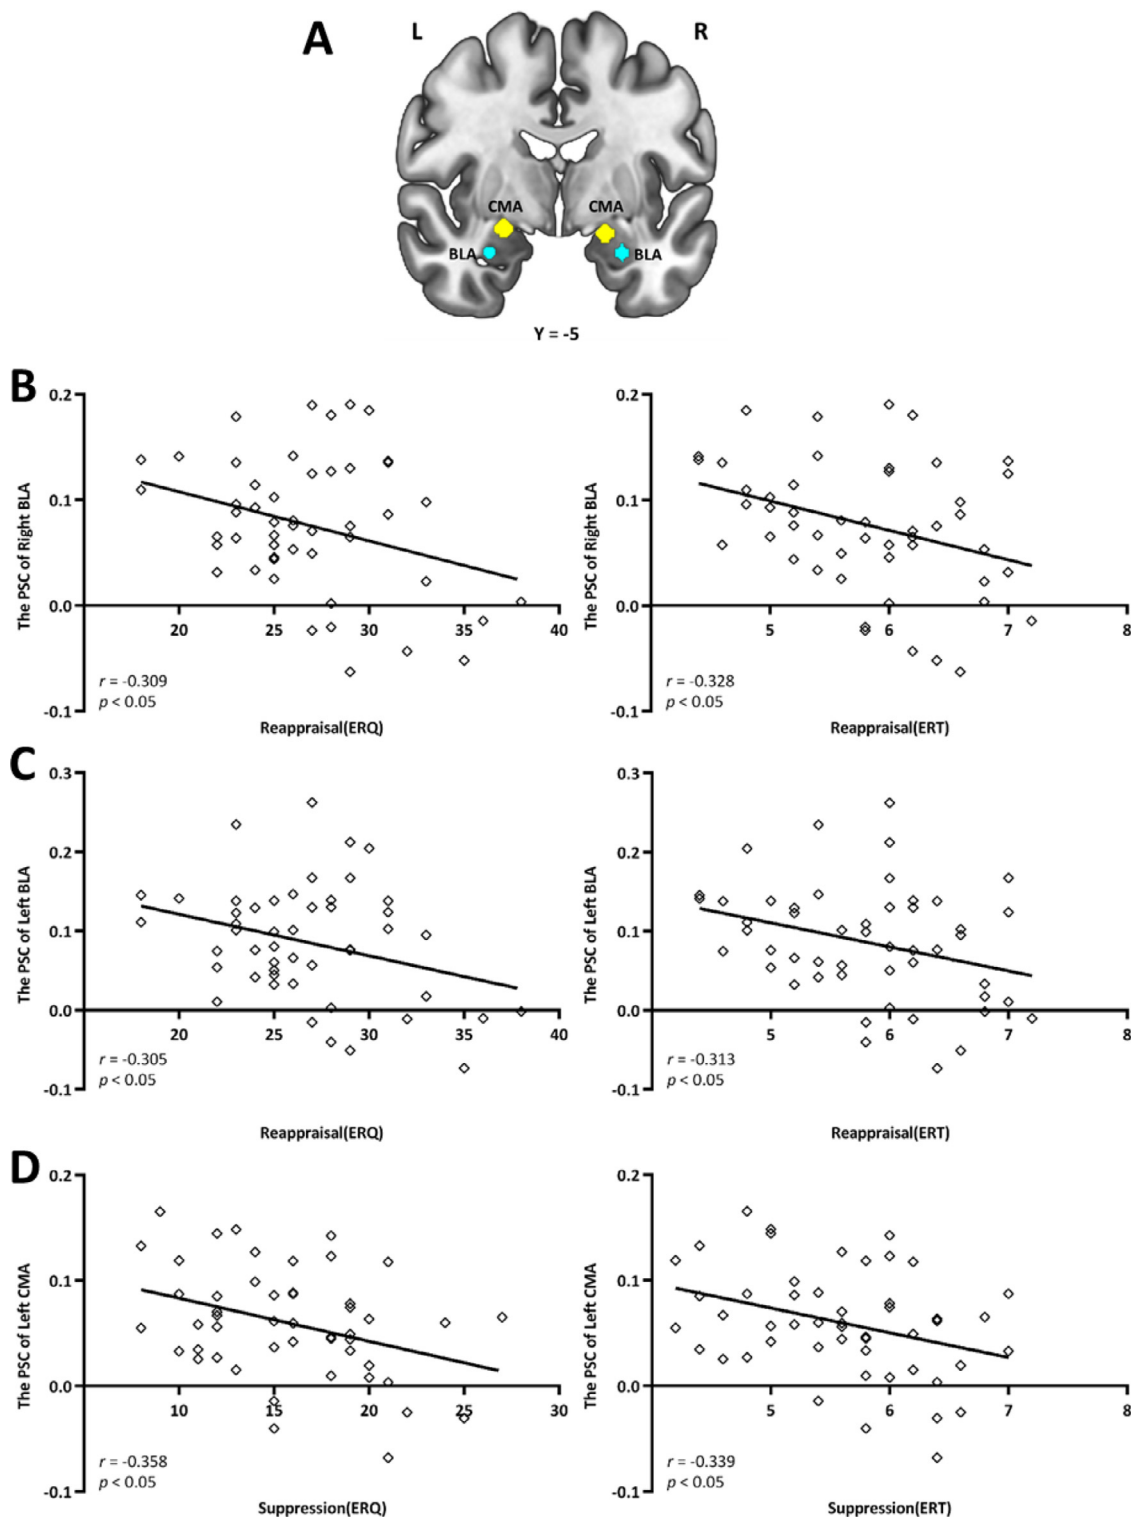 A
L
R
CMA
CMA
BLA
BLA
Y = -5
B
The PSC of Right BLA
0.2
0.1
0.0
-0.1
20
25
30
35
40
r = -0.309
p < 0.05
Reappraisal(ERQ)
The PSC of Right BLA
0.2
0.1
0.0
-0.1
5
6
7
8
r = -0.328
p < 0.05
Reappraisal(ERT)
C
The PSC of Left BLA
0.3
0.2
0.1
0.0
-0.1
20
25
30
35
40
r = -0.305
p < 0.05
Reappraisal(ERQ)
The PSC of Left BLA
0.3
0.2
0.1
0.0
-0.1
5
6
7
8
r = -0.313
p < 0.05
Reappraisal(ERT)
D
The PSC of Left CMA
0.2
0.1
0.0
-0.1
10
15
20
25
30
r = -0.358
p < 0.05
Suppression(ERQ)
The PSC of Left CMA
0.2
0.1
0.0
-0.1
5
6
7
8
r = -0.339
p < 0.05
Suppression(ERT)